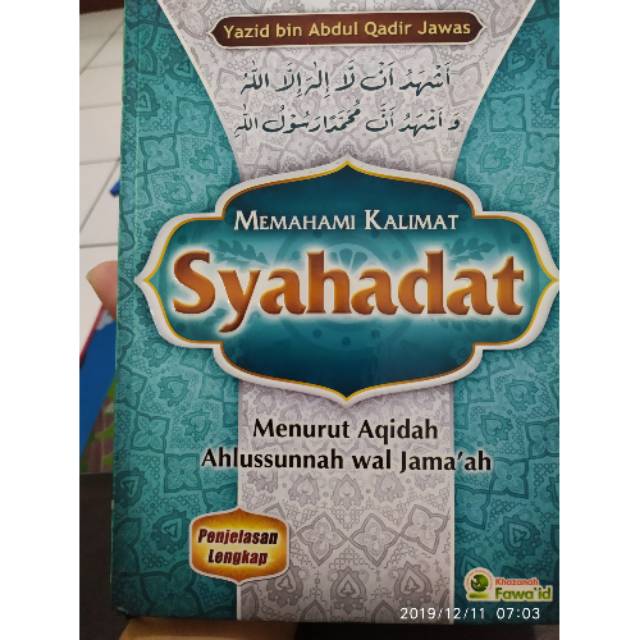 Yazid bin Abdul Qadir Jawas
أَشْهَدُ أَنْ لَّا إِلٰهَ إِلَّا اللهُ
وَ أَشْهَدُ أَنَّ مُحَمَّدًا رَسُوْلُ اللهِ
MEMAHAMI KALIMAT
Syahadat
Menurut Aqidah
Ahlussunnah wal Jama'ah
Penjelasan
Lengkap
Khazanah
Fawa'id
2019/12/11 07:03